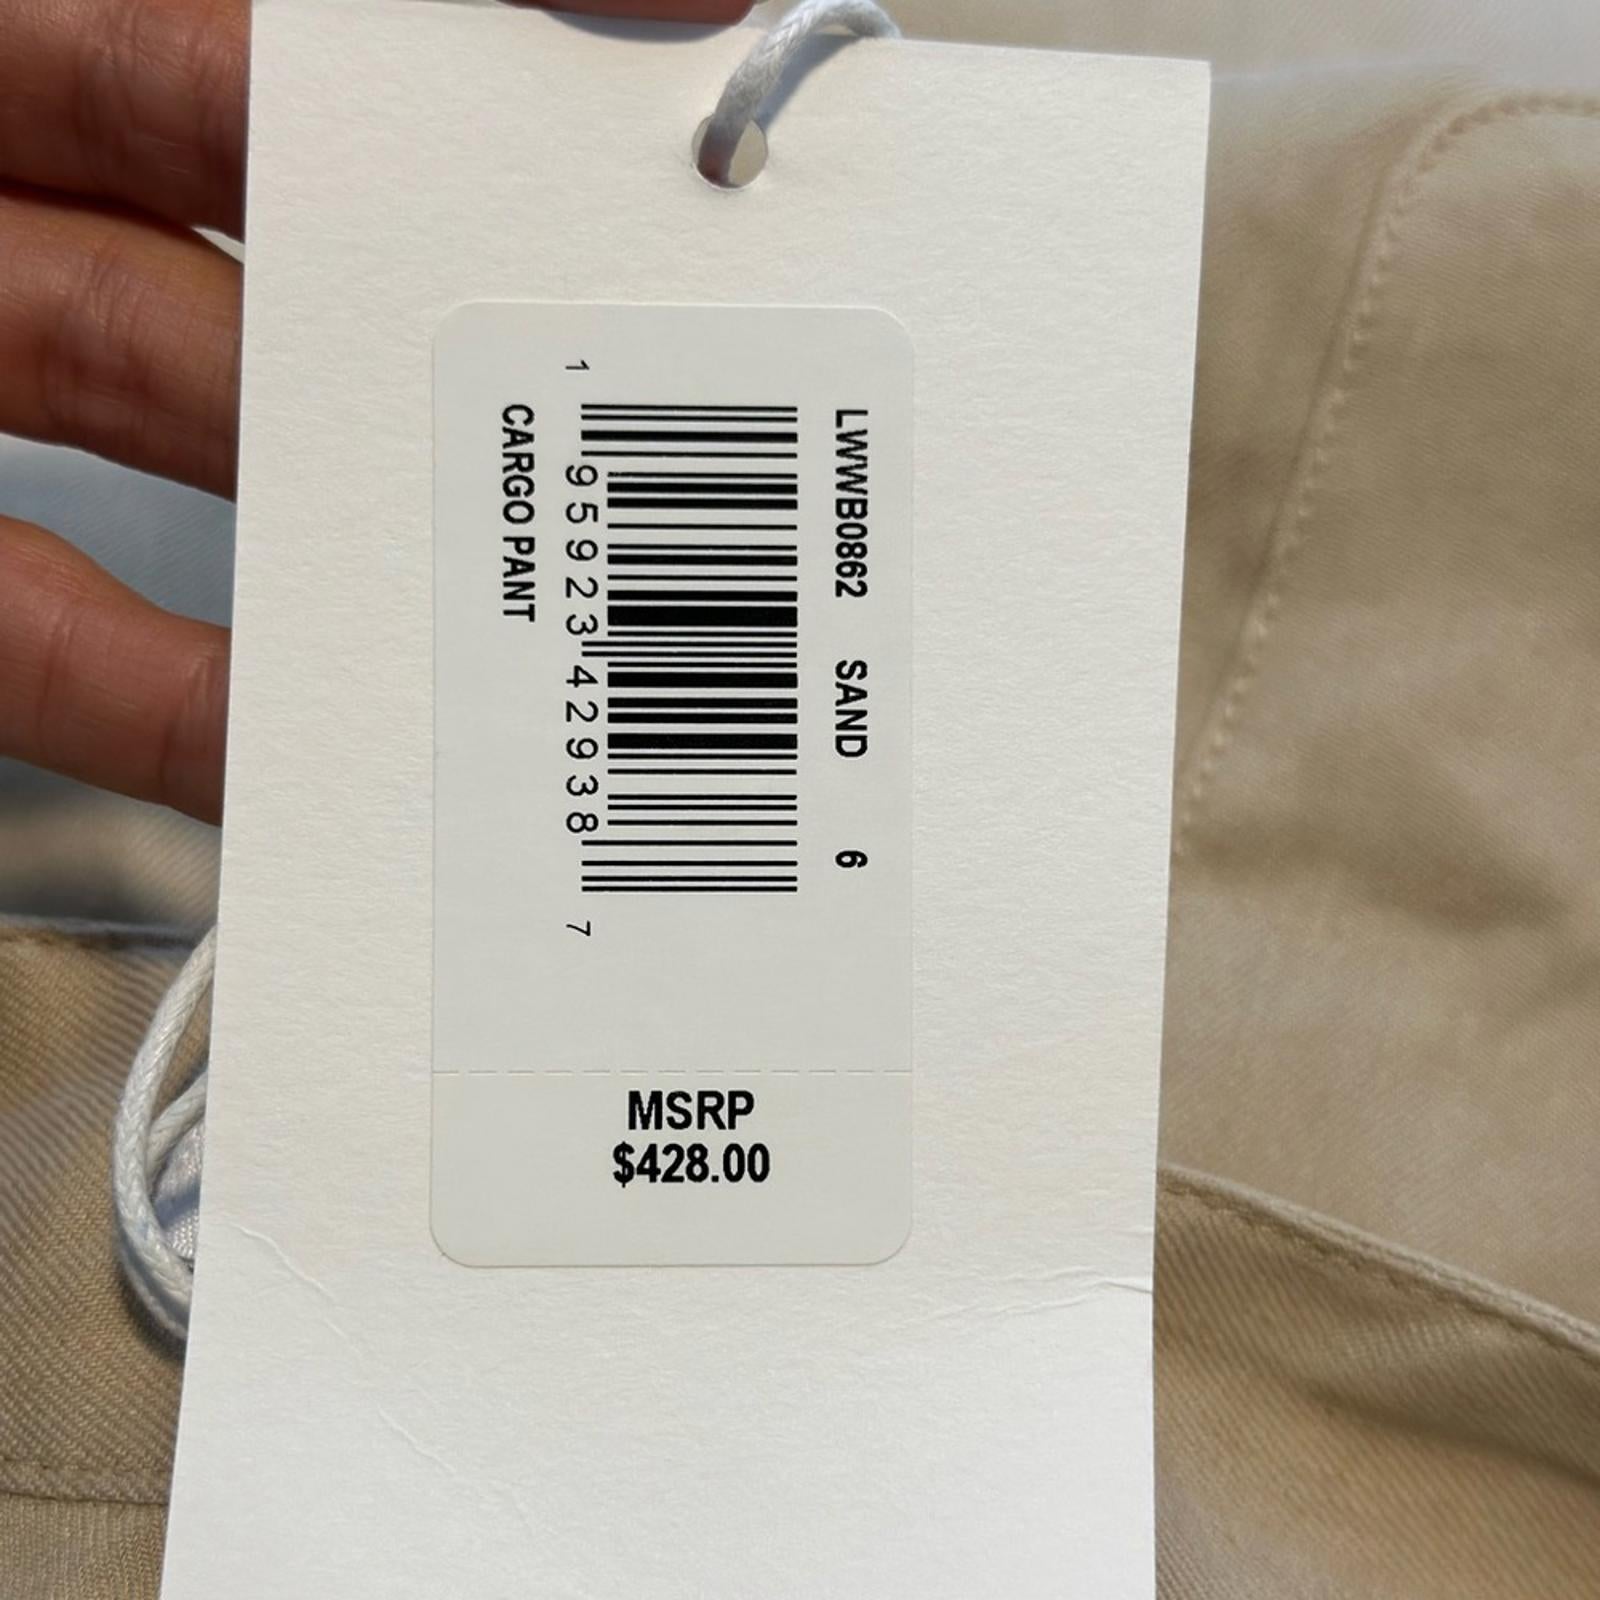 LWWB0862 SAND 6
1 95923 42938 7
CARGO PANT
MSRP
$428.00